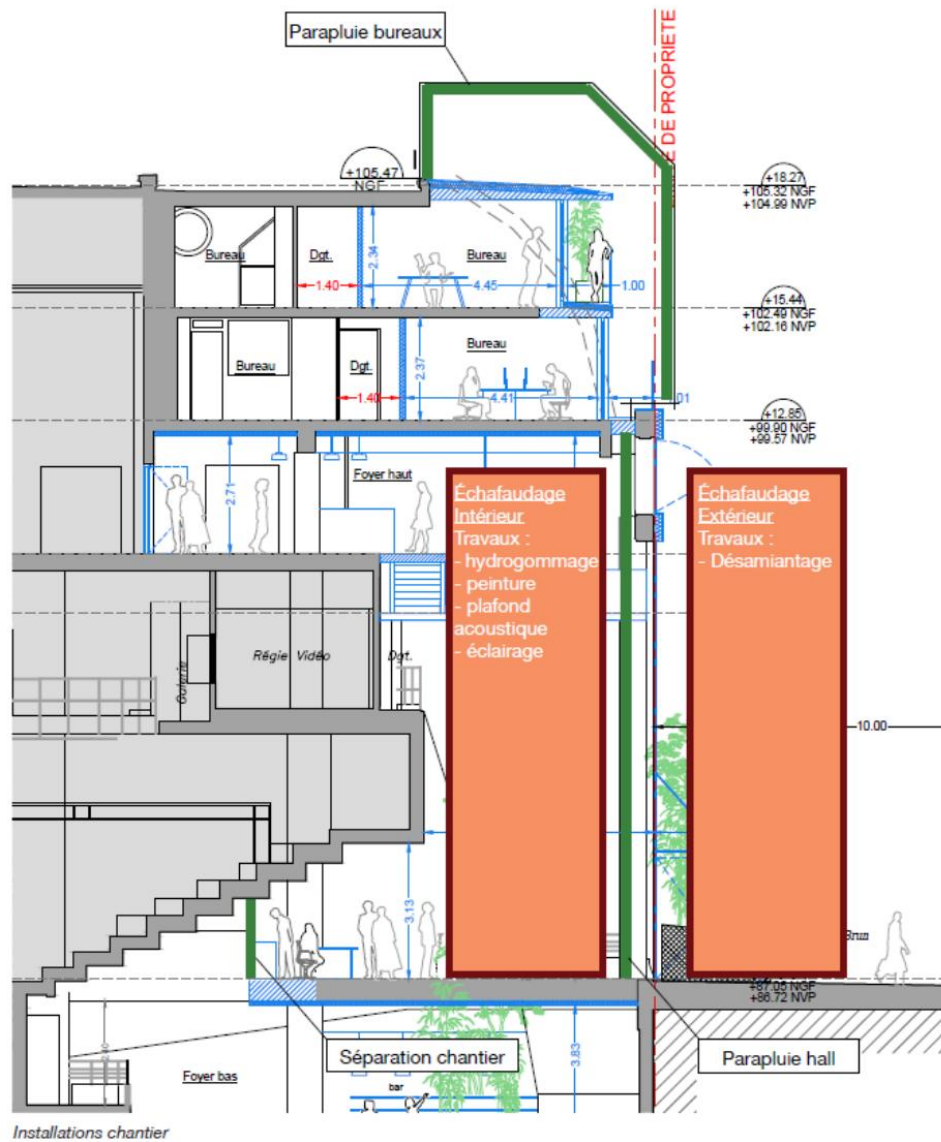 Parapluie bureaux
E DE PROPRIETE
+105.47
NGF
+18.27
+105.32 NGF
+104.99 NVP
Bureau
Dgt.
2.34
Bureau
1.40
4.45
1.00
+15.44
+102.49 NGF
+102.16 NVP
Bureau
Dgt.
2.37
Bureau
1.40
4.41
01
+12.85
+99.90 NGF
+99.57 NVP
2.71
Foyer haut
Échafaudage
Intérieur
Travaux :
- hydrogommage
- peinture
- plafond
acoustique
- éclairage
Échafaudage
Extérieur
Travaux :
- Désamiantage
Galerie
Régie Vidéo
Dgt.
10.00
3.13
Brun
+87.05 NGF
+86.72 NVP
Séparation chantier
Parapluie hall
3.83
Foyer bas
bar
Installations chantier